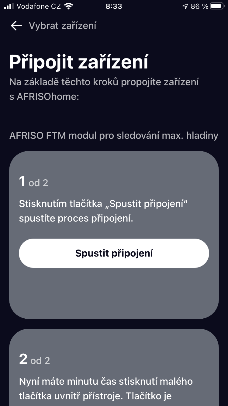 Vodafone CZ 8:33 86 %
Vybrat zařízení
Připojit zařízení
Na základě těchto kroků propojíte zařízení
s AFRISOhome:
AFRISO FTM modul pro sledování max. hladiny
1 od 2
Stisknutím tlačítka „Spustit připojení“
spustíte proces připojení.
Spustit připojení
2 od 2
Nyní máte minutu čas stisknutí malého
tlačítka uvnitř přístroje. Tlačítko je